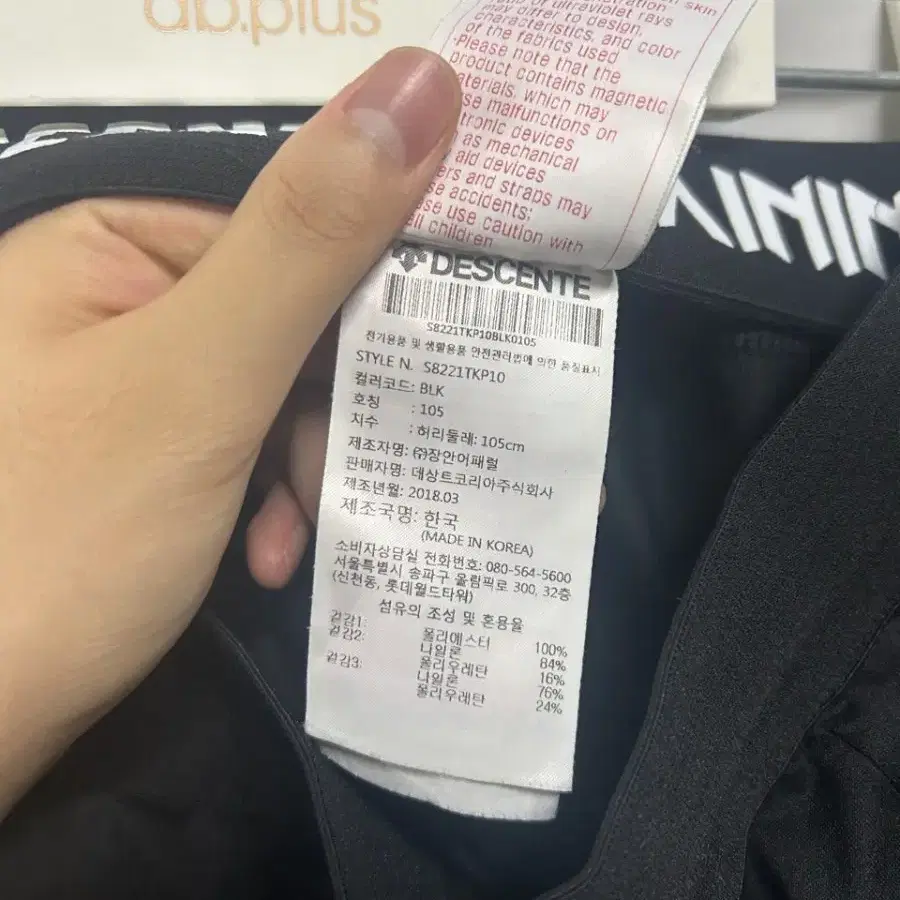 ab.plus
skin
of ultraviolet rays
may differ to design,
characteristics, and color
of the fabrics used
·Please note that the
product contains magnetic
which may
malfunctions on
devices
as mechanical
aid devices
and straps may
accidents;
use caution with
children
DESCENTE
S8221TKP10BLK0105
전기용품 및 생활용품 안전관리법에 의한 품질표시
STYLE N. S8221TKP10
컬러코드: BLK
호칭 : 105
치수 : 허리둘레: 105cm
제조자명: ㈜장안어패럴
판매자명: 데상트코리아주식회사
제조년월: 2018.03
제조국명: 한국
(MADE IN KOREA)
소비자상담실 전화번호: 080-564-5600
서울특별시 송파구 올림픽로 300, 32층
(신천동, 롯데월드타워)
섬유의 조성 및 혼용율
겉감1: 폴리에스터 100%
겉감2: 나일론 84%
폴리우레탄 16%
겉감3: 나일론 76%
폴리우레탄 24%